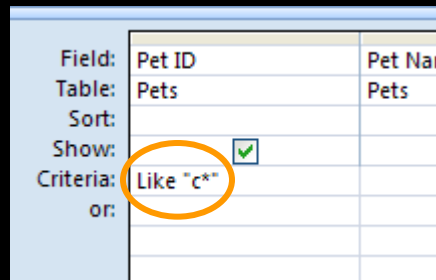 Field: Pet ID Pet Nar
Table: Pets Pets
Sort:
Show:
Criteria: Like "c*"
or: